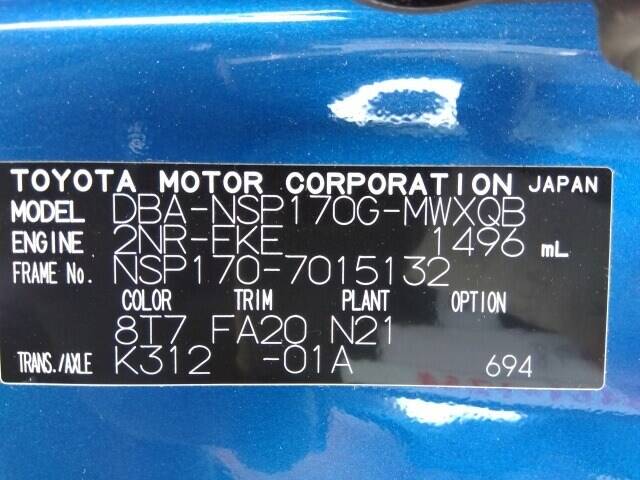 TOYOTA MOTOR CORPORATION JAPAN
MODEL DBA-NSP170G-MWXQB
ENGINE 2NR-FKE 1496 mL
FRAME No. NSP170-7015132
COLOR TRIM PLANT OPTION
8T7 FA20 N21
TRANS./AXLE K312 -01A 694